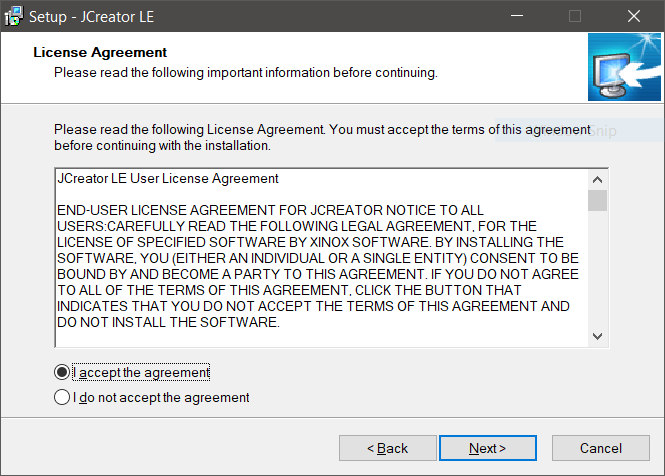 Setup - JCreator LE
License Agreement
Please read the following important information before continuing.
Please read the following License Agreement. You must accept the terms of this agreement
before continuing with the installation.
JCreator LE User License Agreement
END-USER LICENSE AGREEMENT FOR JCREATOR NOTICE TO ALL
USERS:CAREFULLY READ THE FOLLOWING LEGAL AGREEMENT, FOR THE
LICENSE OF SPECIFIED SOFTWARE BY XINOX SOFTWARE. BY INSTALLING THE
SOFTWARE, YOU (EITHER AN INDIVIDUAL OR A SINGLE ENTITY) CONSENT TO BE
BOUND BY AND BECOME A PARTY TO THIS AGREEMENT. IF YOU DO NOT AGREE
TO ALL OF THE TERMS OF THIS AGREEMENT, CLICK THE BUTTON THAT
INDICATES THAT YOU DO NOT ACCEPT THE TERMS OF THIS AGREEMENT AND
DO NOT INSTALL THE SOFTWARE.
I accept the agreement
I do not accept the agreement
< Back
Next >
Cancel